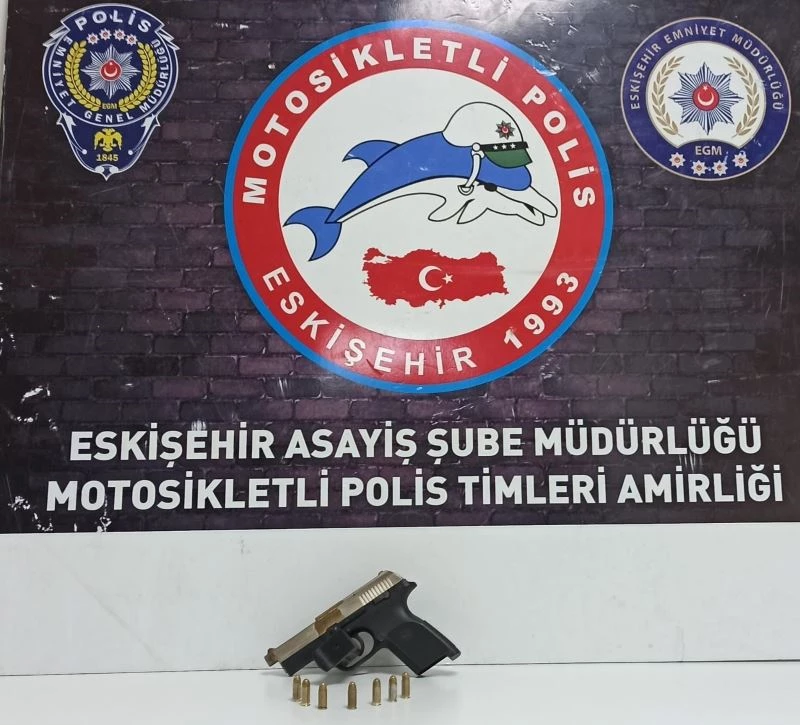 POLİS
EMNİYET GENEL MÜDÜRLÜĞÜ
EGM
1845
MOTOSİKLETLİ POLİS
ESKİŞEHİR 1993
ESKİŞEHİR EMNİYET MÜDÜRLÜĞÜ
EGM
ESKİŞEHİR ASAYİŞ ŞUBE MÜDÜRLÜĞÜ
MOTOSİKLETLİ POLİS TİMLERİ AMİRLİĞİ